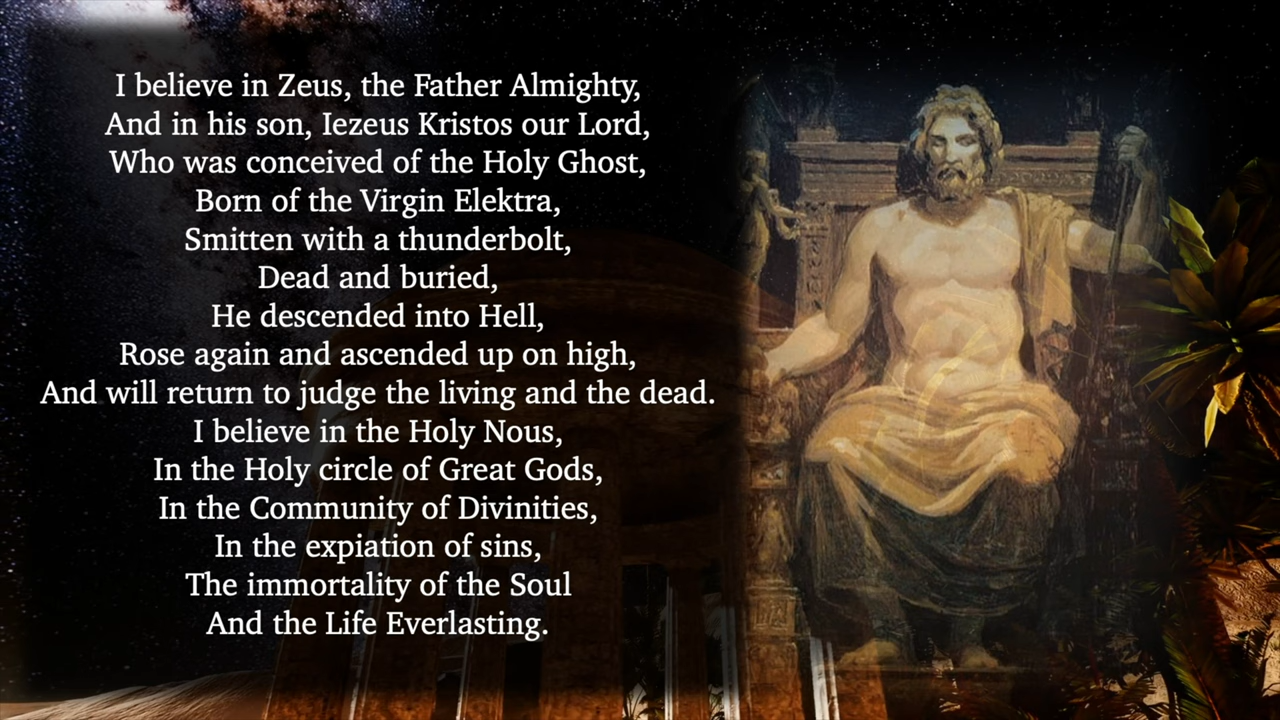 I believe in Zeus, the Father Almighty,
And in his son, Iezeus Kristos our Lord,
Who was conceived of the Holy Ghost,
Born of the Virgin Elektra,
Smitten with a thunderbolt,
Dead and buried,
He descended into Hell,
Rose again and ascended up on high,
And will return to judge the living and the dead.
I believe in the Holy Nous,
In the Holy circle of Great Gods,
In the Community of Divinities,
In the expiation of sins,
The immortality of the Soul
And the Life Everlasting.